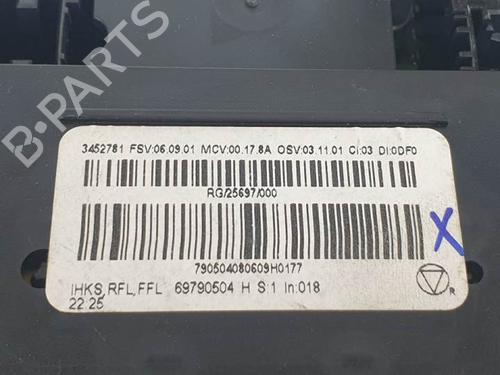 B-PARTS
3452781 FSV:06.09.01 MCV:00.17.8A OSV:03.11.01 CI:03 DI:0DF0
RG/25697/000
X
790504080609H0177
IHKS,RFL,FFL 69790504 H S:1 In:018
22 25
R